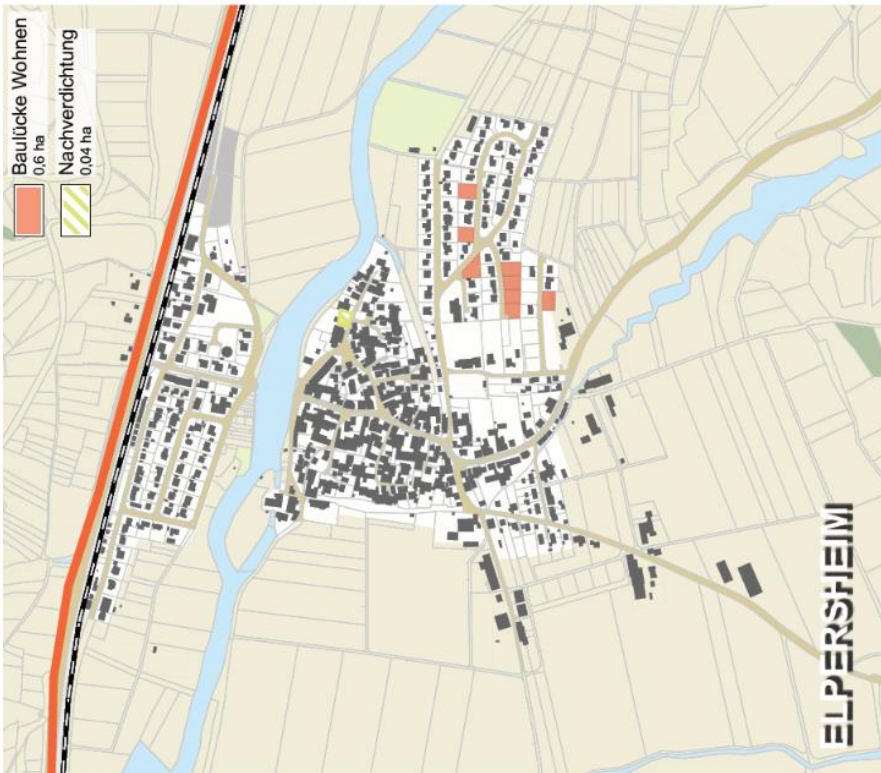 Baulücke Wohnen
0,6 ha
Nachverdichtung
0,04 ha
ELPERSHEIM